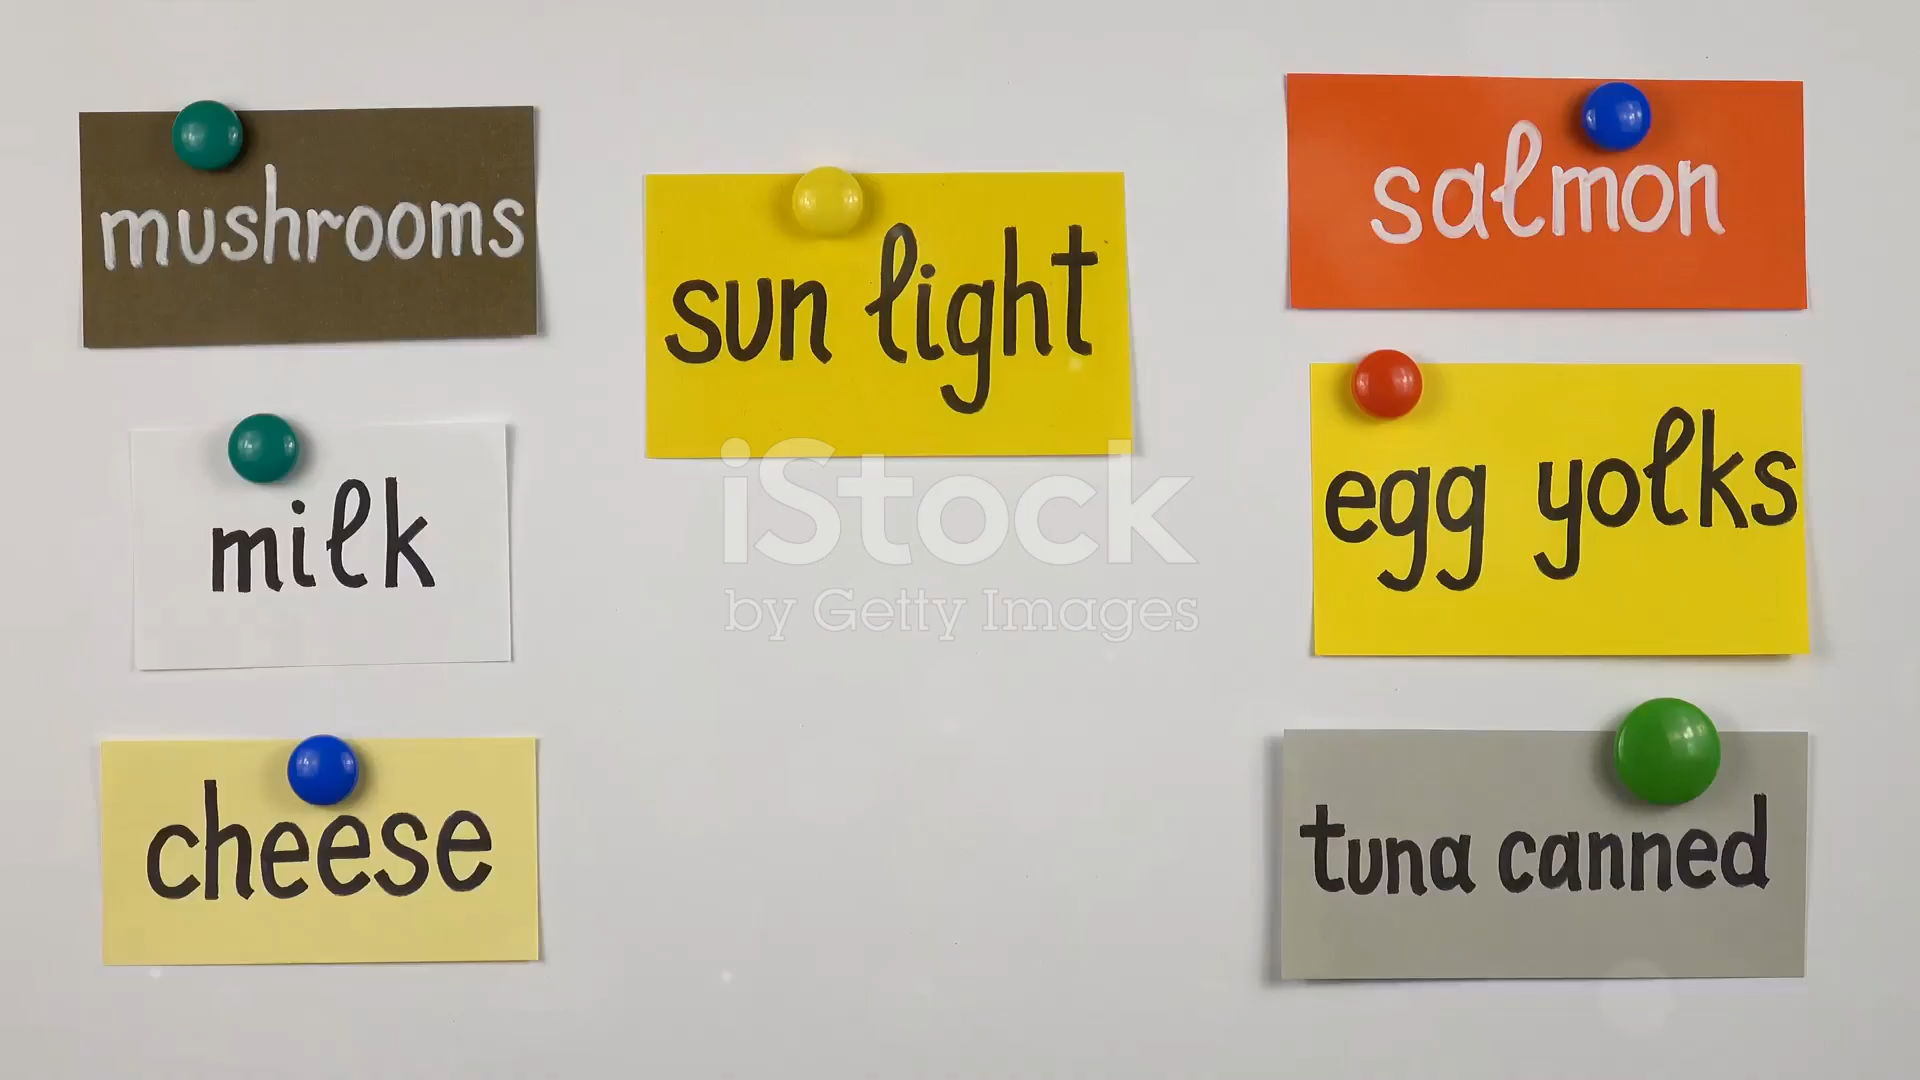 mushrooms
milk
cheese
sun light
salmon
egg yolks
tuna canned
iStock
by Getty Images